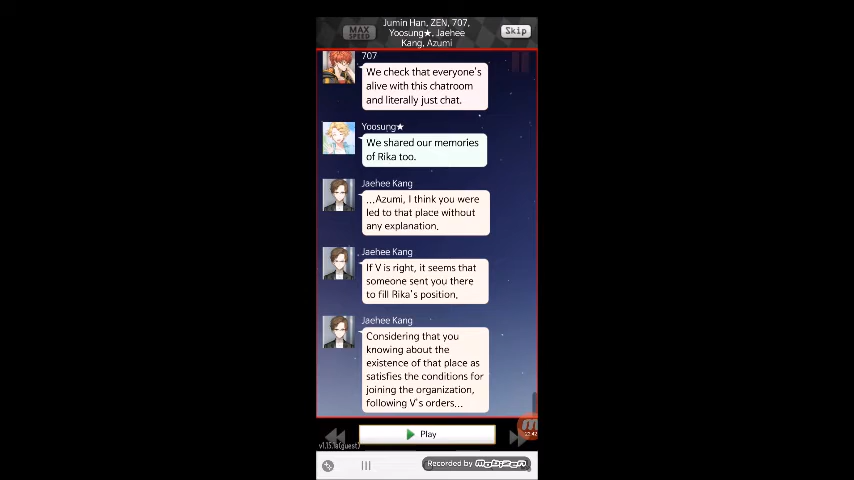 Jumin Han, ZEN, 707,
Yoosung★, Jaehee
Kang, Azumi
MAX
SPEED
Skip
707
We check that everyone's
alive with this chatroom
and literally just chat.
Yoosung★
We shared our memories
of Rika too.
Jaehee Kang
...Azumi, I think you were
led to that place without
any explanation.
Jaehee Kang
If V is right, it seems that
someone sent you there
to fill Rika's position.
Jaehee Kang
Considering that you
knowing about the
existence of that place as
satisfies the conditions for
joining the organization,
following V's orders...
Play
Recorded by mobizen